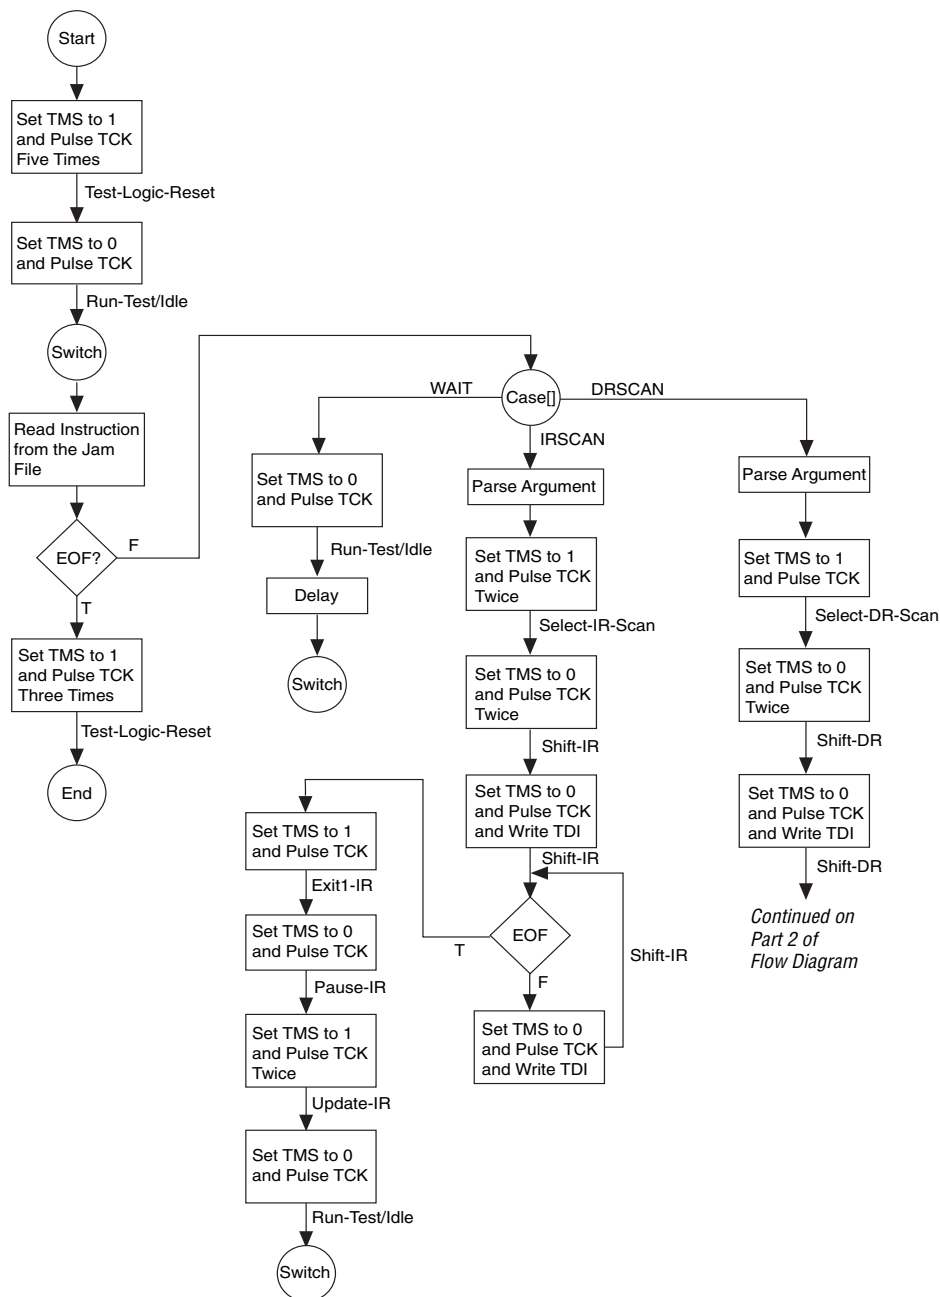 Start
Set TMS to 1
and Pulse TCK
Five Times
Test-Logic-Reset
Set TMS to 0
and Pulse TCK
Run-Test/Idle
Switch
Read Instruction
from the Jam
File
EOF?
F
T
Set TMS to 1
and Pulse TCK
Three Times
Test-Logic-Reset
End
Case[]
WAIT
Set TMS to 0
and Pulse TCK
Run-Test/Idle
Delay
Switch
IRSCAN
Parse Argument
Set TMS to 1
and Pulse TCK
Twice
Select-IR-Scan
Set TMS to 0
and Pulse TCK
Twice
Shift-IR
Set TMS to 0
and Pulse TCK
and Write TDI
Shift-IR
EOF
T
F
Set TMS to 0
and Pulse TCK
and Write TDI
Shift-IR
Set TMS to 1
and Pulse TCK
Exit1-IR
Set TMS to 0
and Pulse TCK
Pause-IR
Set TMS to 1
and Pulse TCK
Twice
Update-IR
Set TMS to 0
and Pulse TCK
Run-Test/Idle
Switch
DRSCAN
Parse Argument
Set TMS to 1
and Pulse TCK
Select-DR-Scan
Set TMS to 0
and Pulse TCK
Twice
Shift-DR
Set TMS to 0
and Pulse TCK
and Write TDI
Shift-DR
Continued on
Part 2 of
Flow Diagram